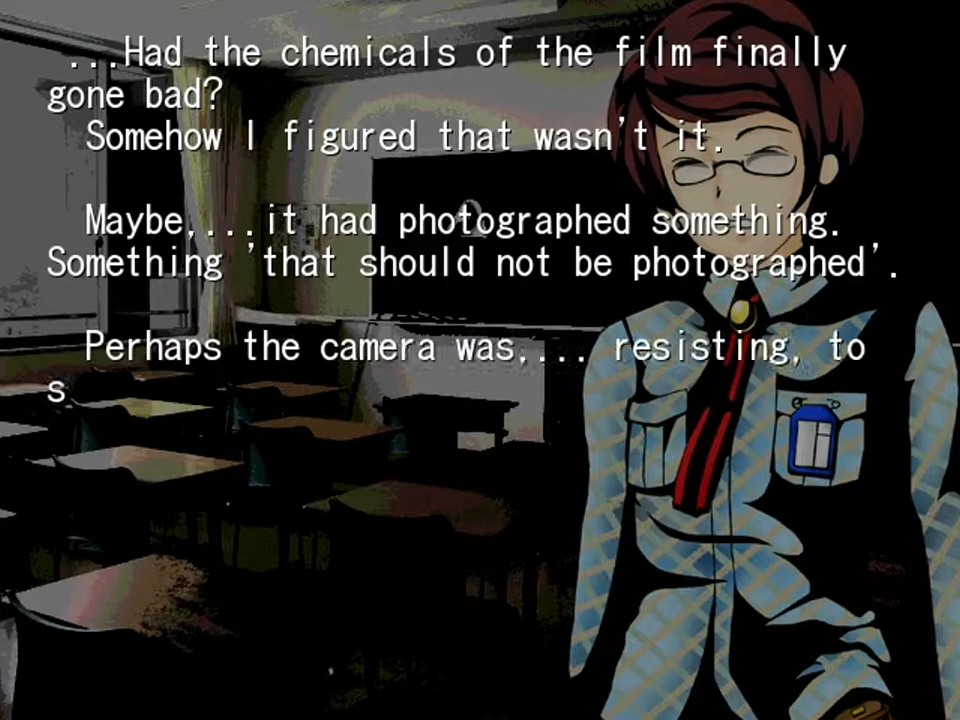 ...Had the chemicals of the film finally
gone bad?
Somehow I figured that wasn't it.
Maybe,...it had photographed something.
Something 'that should not be photographed'.
Perhaps the camera was,... resisting, to
s